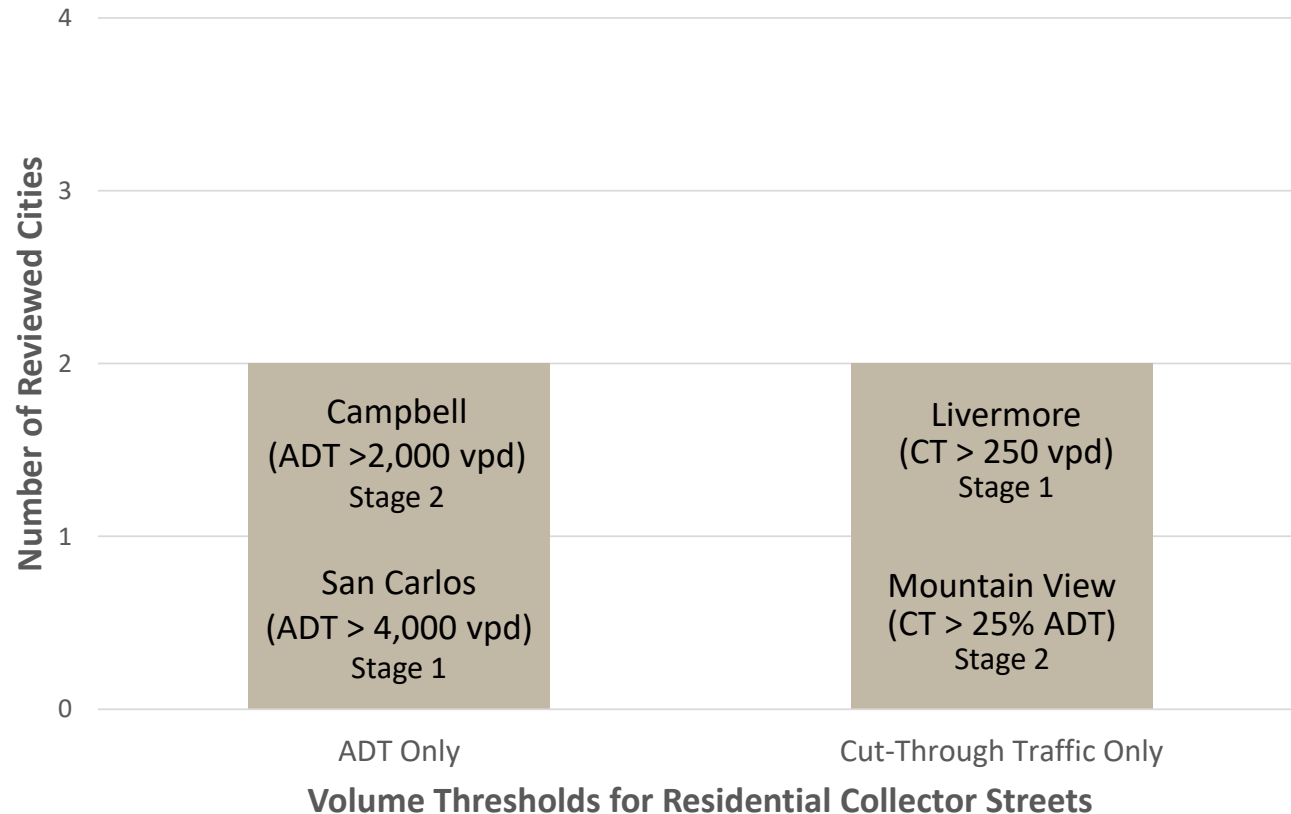 4
3
2
1
0
Number of Reviewed Cities
Campbell
(ADT >2,000 vpd)
Stage 2
San Carlos
(ADT > 4,000 vpd)
Stage 1
Livermore
(CT > 250 vpd)
Stage 1
Mountain View
(CT > 25% ADT)
Stage 2
ADT Only
Cut-Through Traffic Only
Volume Thresholds for Residential Collector Streets